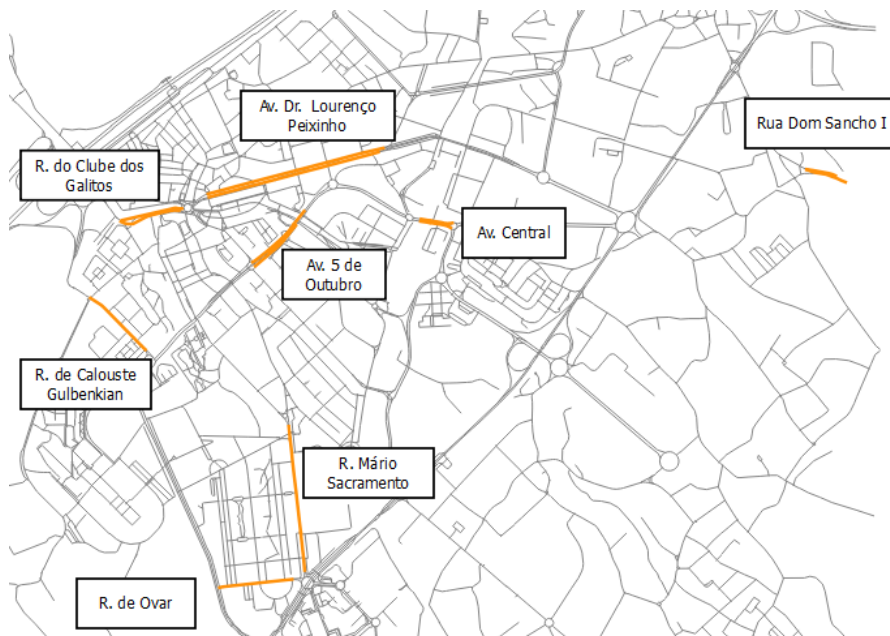 Av. Dr. Lourenço
Peixinho
Rua Dom Sancho I
R. do Clube dos
Galitos
Av. Central
Av. 5 de
Outubro
R. de Calouste
Gulbenkian
R. Mário
Sacramento
R. de Ovar